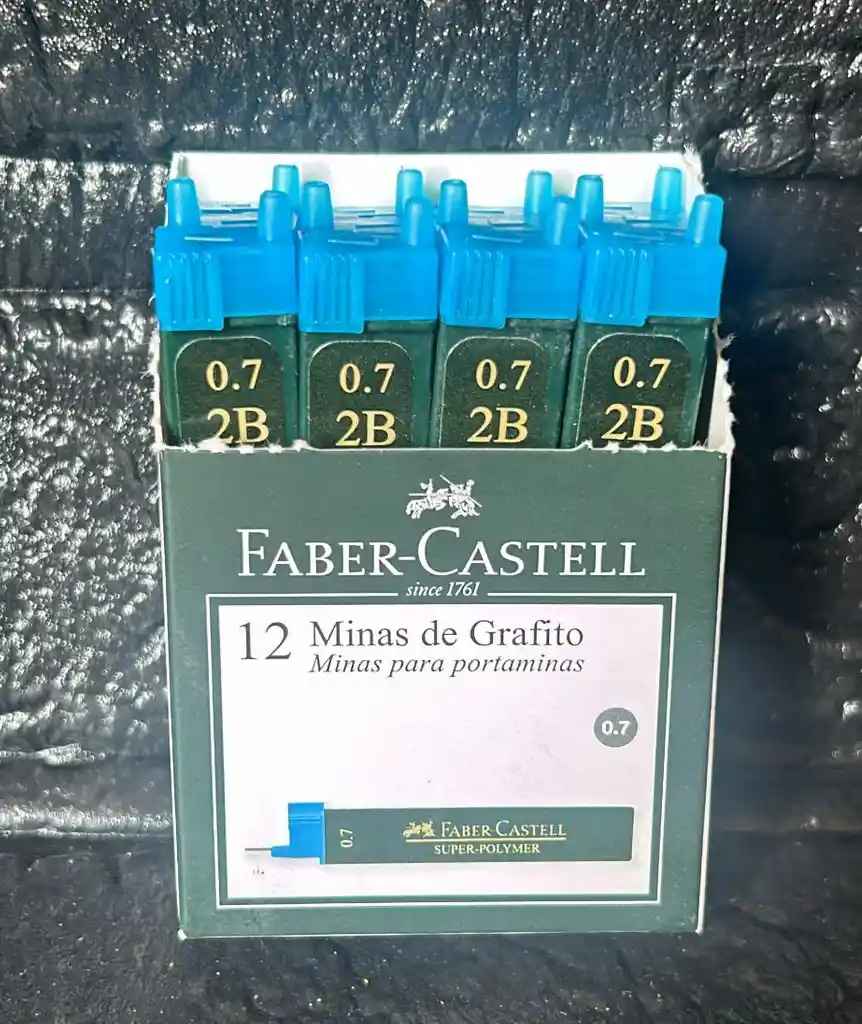 0.7 0.7 0.7 0.7
2B 2B 2B 2B
FABER-CASTELL
since 1761
12 Minas de Grafito
Minas para portaminas
0.7
0.7
FABER-CASTELL
SUPER-POLYMER